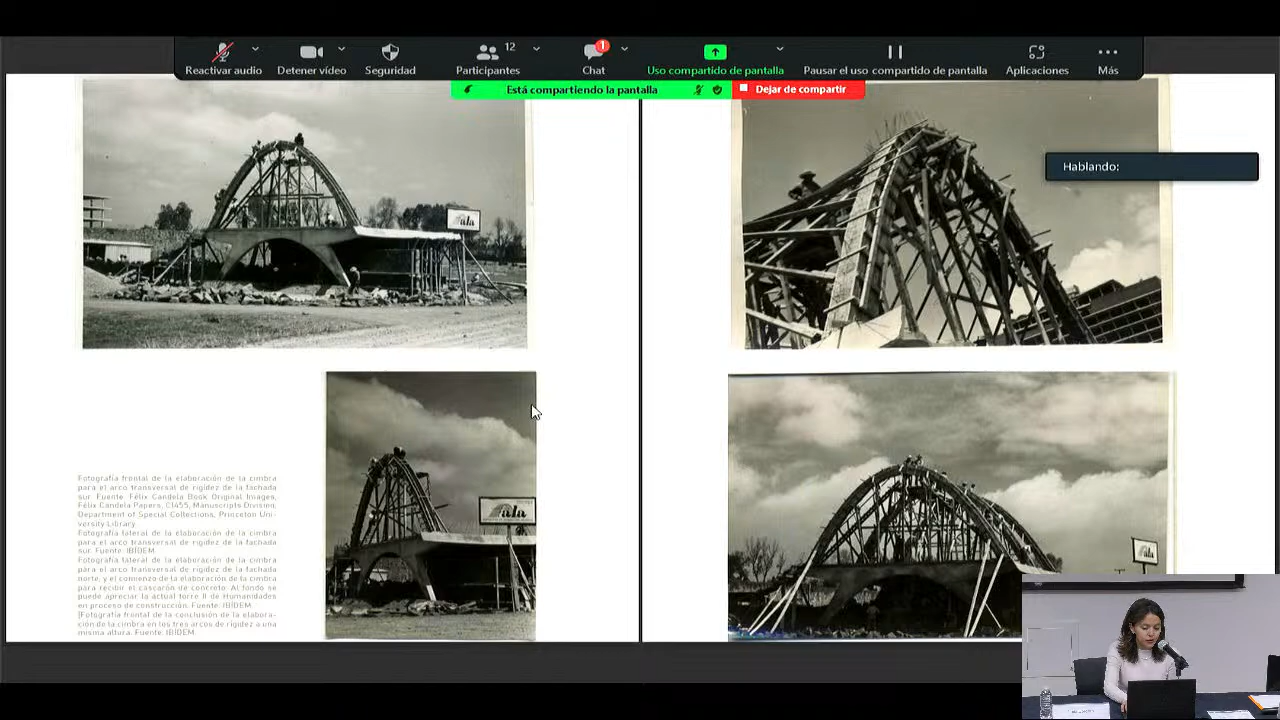 12
1
Reactivar audio
Detener vídeo
Seguridad
Participantes
Chat
Uso compartido de pantalla
Pausar el uso compartido de pantalla
Aplicaciones
Más
Está compartiendo la pantalla
Dejar de compartir
Hablando:
ala
ala
ala
Fotografía frontal de la elaboración de la cimbra
para el arco transversal de rigidez de la fachada
sur. Fuente: Félix Candela Book Original Images,
Félix Candela Papers, C1455, Manuscripts Division,
Department of Special Collections, Princeton Uni-
versity Library.
Fotografía lateral de la elaboración de la cimbra
para el arco transversal de rigidez de la fachada
sur. Fuente: IBÍDEM.
Fotografía lateral de la elaboración de la cimbra
para el arco transversal de rigidez de la fachada
norte, y el comienzo de la elaboración de la cimbra
para recibir el cascarón de concreto. Al fondo se
puede apreciar la actual torre II de Humanidades
en proceso de construcción. Fuente: IBÍDEM.
Fotografía frontal de la conclusión de la elabora-
ción de la cimbra en los tres arcos de rigidez a una
misma altura. Fuente: IBÍDEM.